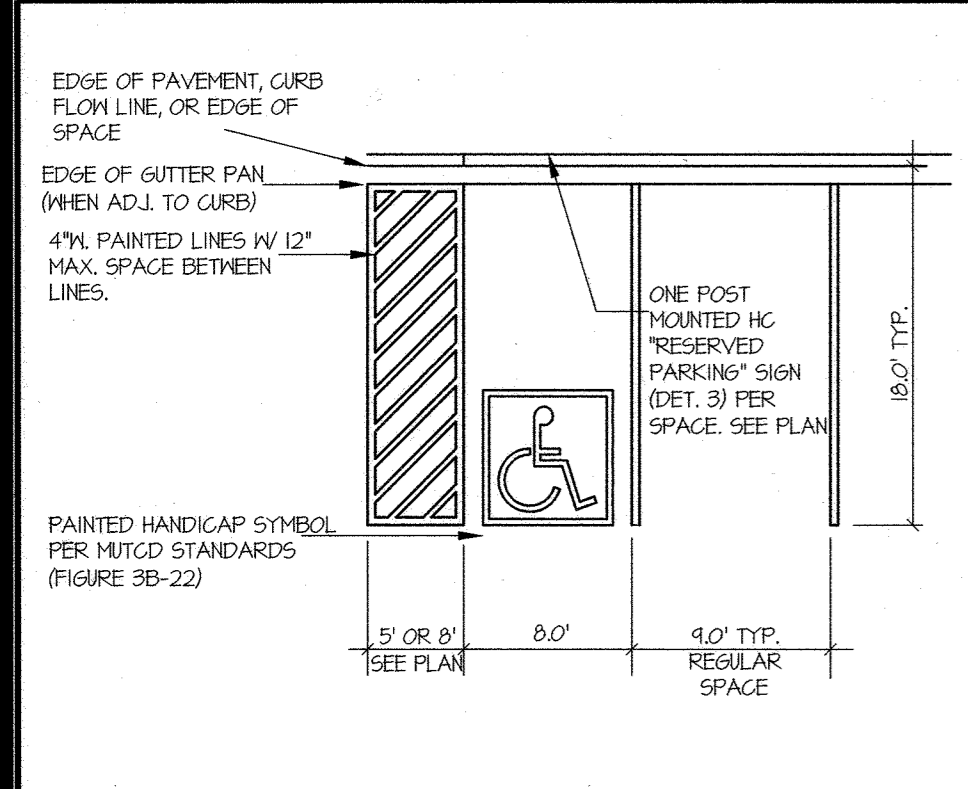 EDGE OF PAVEMENT, CURB
FLOW LINE, OR EDGE OF
SPACE
EDGE OF GUTTER PAN
(WHEN ADJ. TO CURB)
4"W. PAINTED LINES W/ 12"
MAX. SPACE BETWEEN
LINES.
ONE POST
MOUNTED HC
"RESERVED
PARKING" SIGN
(DET. 3) PER
SPACE. SEE PLAN
18.0' TYP.
PAINTED HANDICAP SYMBOL
PER MUTCD STANDARDS
(FIGURE 3B-22)
5' OR 8'
SEE PLAN
8.0'
9.0' TYP.
REGULAR
SPACE